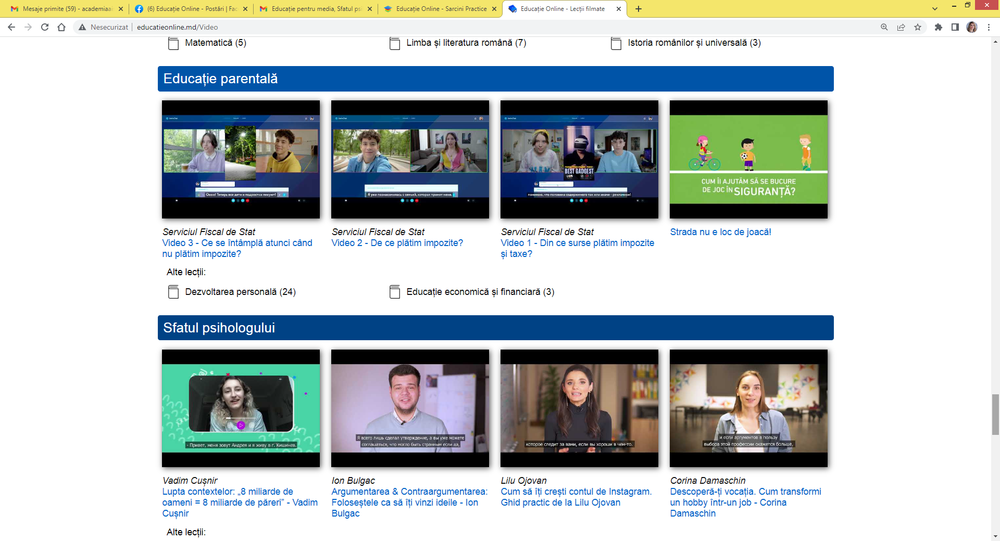 Mesaje primite (59) - academiaai
(6) Educație Online - Postări | Fac
Educație pentru media, Sfatul psi
Educație Online - Sarcini Practice
Educație Online - Lecții filmate
Nesecurizat
educatieonline.md/Video
Matematică (5)
Limba și literatura română (7)
Istoria românilor și universală (3)
Educație parentală
Оооо! Теперь все дети и подростки ликуют!
Я уже познакомилась с семьей, которая примет меня.
BEST GADGEST
понимаю, что половина содержимого так или иначе - рекламное!
CUM ÎI AJUTĂM SĂ SE BUCURE
DE JOC ÎN SIGURANȚĂ?
Serviciul Fiscal de Stat
Video 3 - Ce se întâmplă atunci când
nu plătim impozite?
Serviciul Fiscal de Stat
Video 2 - De ce plătim impozite?
Serviciul Fiscal de Stat
Video 1 - Din ce surse plătim impozite
și taxe?
Strada nu e loc de joacă!
Alte lecții:
Dezvoltarea personală (24)
Educație economică și financiară (3)
Sfatul psihologului
- Привет, меня зовут Андрея и я живу в г. Кишинев.
Я всего лишь сделал утверждение, а вы уже можете
соглашаться, что могло быть странным если да,
которое следит за вами, если вы хороши в чем-то.
и если аргументов в пользу
выбора этой профессии окажется больше,
Vadim Cușnir
Lupta contextelor: „8 miliarde de
oameni = 8 miliarde de păreri” - Vadim
Cușnir
Ion Bulgac
Argumentarea & Contraargumentarea:
Foloseștele ca să îți vinzi ideile - Ion
Bulgac
Lilu Ojovan
Cum să îți crești contul de Instagram.
Ghid practic de la Lilu Ojovan
Corina Damaschin
Descoperă-ți vocația. Cum transformi
un hobby într-un job - Corina
Damaschin
Alte lecții: